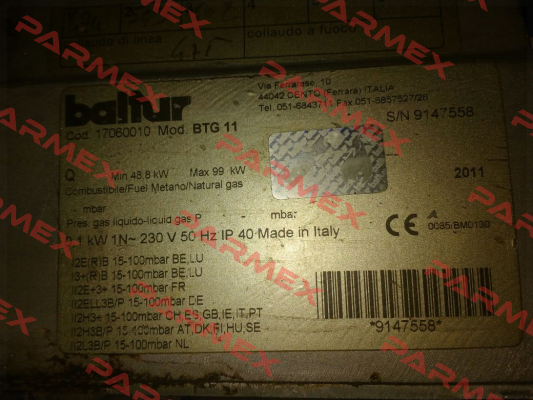 collaudo a fuoco
baltur
Via Ferrarese, 10
44042 CENTO (Ferrara) ITALIA
Tel. 051-6843711 Fax 051-6857527/28
Cod. 17060010 Mod. BTG 11
S/N 9147558
Q Min 48.8 kW Max 99 kW
2011
Combustibile/Fuel Metano/Natural gas
- mbar
Pres. gas liquido-liquid gas P - mbar
CE 0085/BM0130
1 kW 1N~ 230 V 50 Hz IP 40 Made in Italy
I2E(R)B 15-100mbar BE,LU
I3+(R)B 15-100mbar BE,LU
II2E+3+ 15-100mbar FR
II2ELL3B/P 15-100mbar DE
II2H3+ 15-100mbar CH,ES,GB,IE,IT,PT
II2H3B/P 15-100mbar AT,DK,FI,HU,SE
II2L3B/P 15-100mbar NL
*9147558*
PARMEX